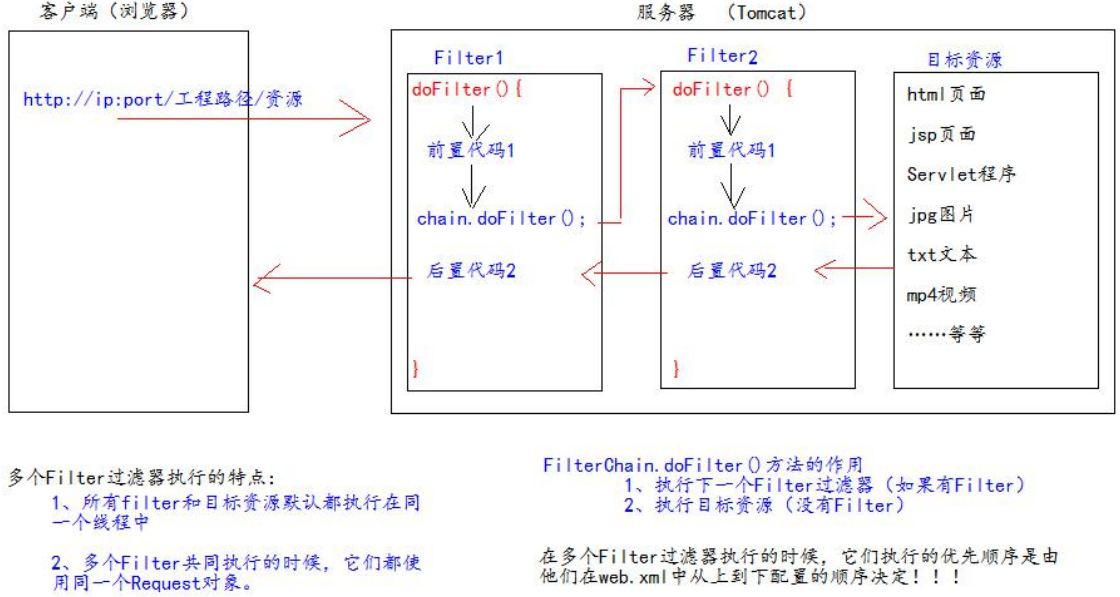 客户端（浏览器）
服务器 （Tomcat）
http://ip:port/工程路径/资源
Filter1
doFilter(){
前置代码1
chain.doFilter();
后置代码2
}
Filter2
doFilter() {
前置代码1
chain.doFilter();
后置代码2
}
目标资源
html页面
jsp页面
Servlet程序
jpg图片
txt文本
mp4视频
……等等
多个Filter过滤器执行的特点:
1、所有filter和目标资源默认都执行在同
一个线程中
2、多个Filter共同执行的时候，它们都使
用同一个Request对象。
FilterChain.doFilter()方法的作用
1、执行下一个Filter过滤器（如果有Filter）
2、执行目标资源（没有Filter）
在多个Filter过滤器执行的时候，它们执行的优先顺序是由
他们在web.xml中从上到下配置的顺序决定！！！